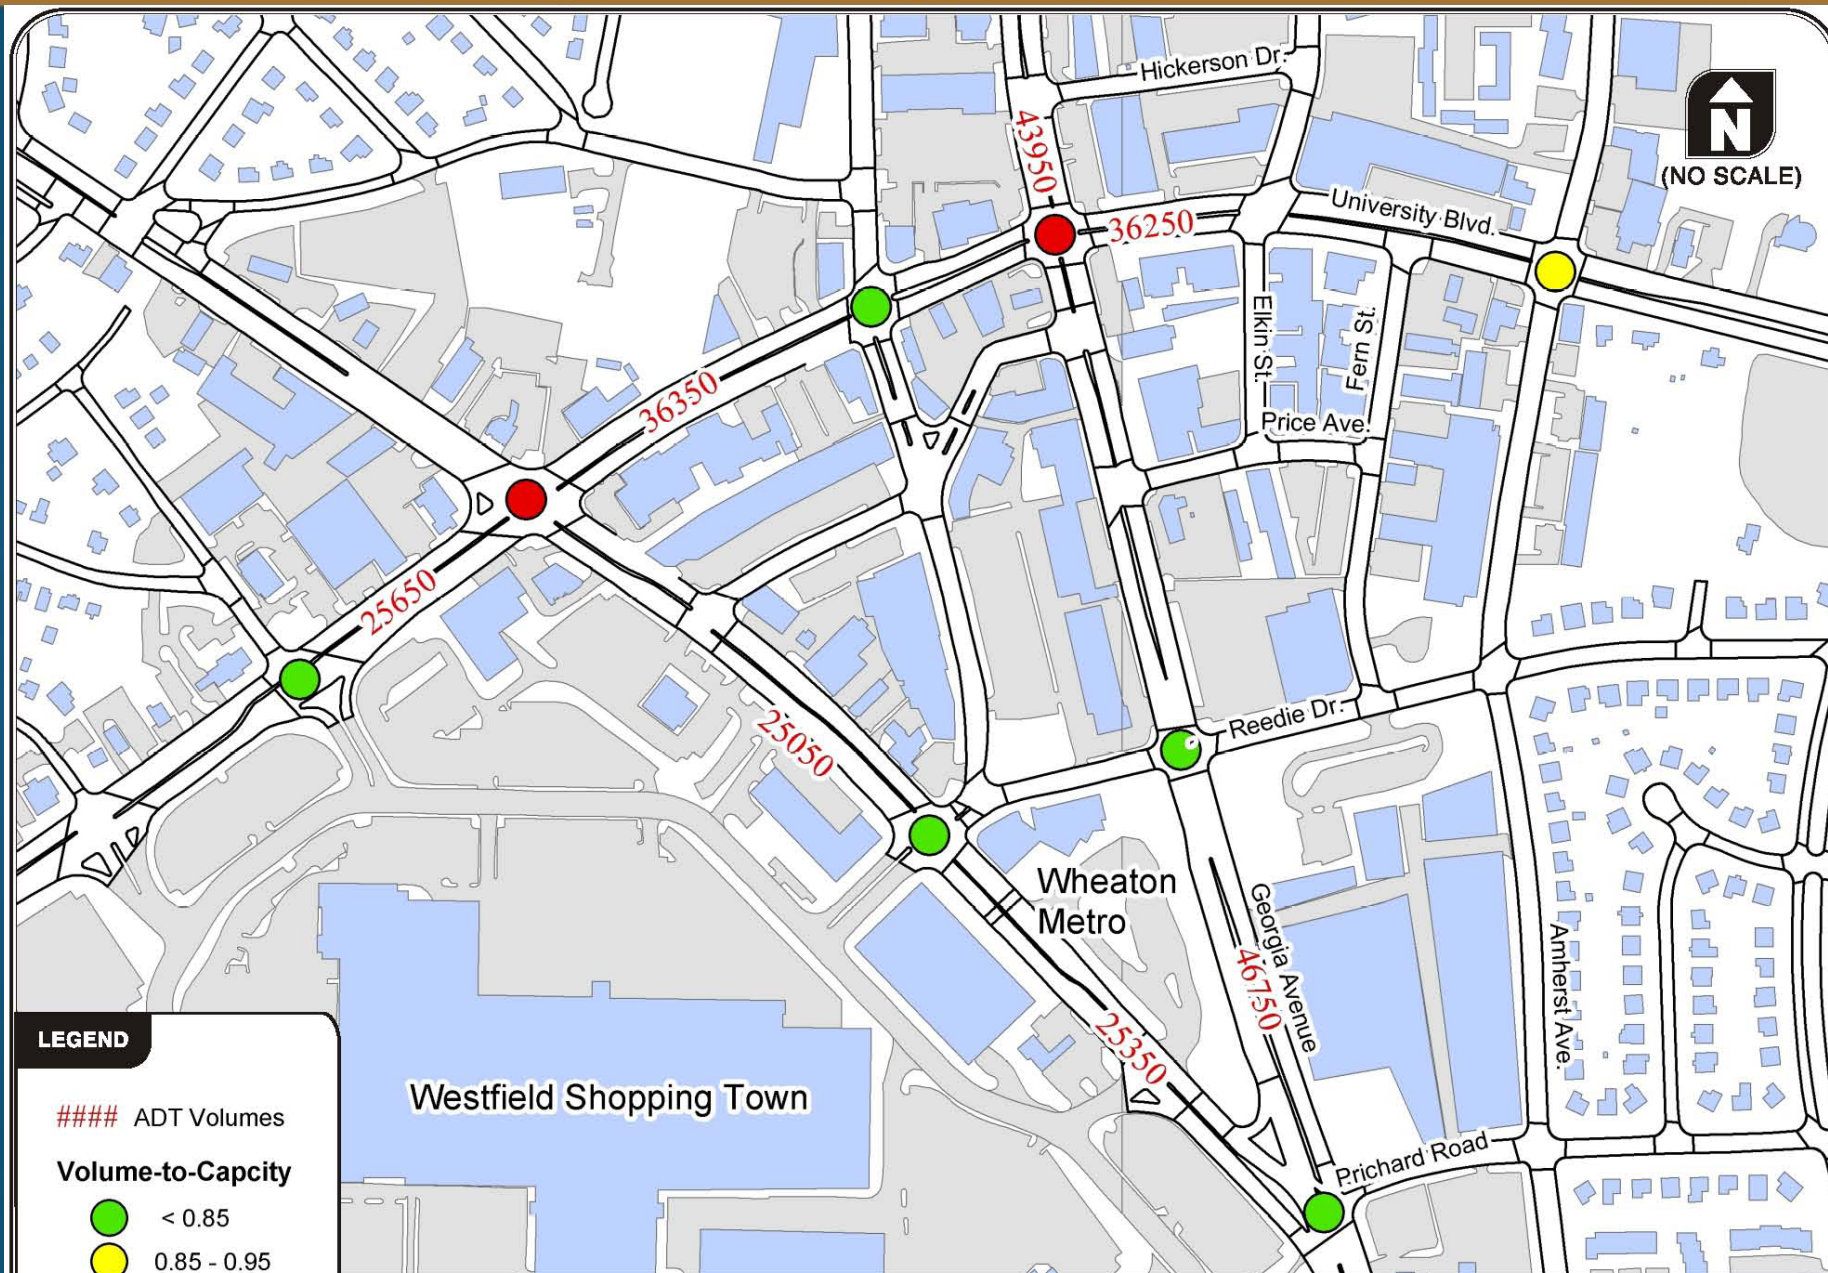 Hickerson Dr.
N
(NO SCALE)
43950
University Blvd.
36250
Elkin St.
Fern St.
36350
Price Ave.
25650
25050
Reedie Dr.
Wheaton
Metro
Georgia Avenue
46750
Amherst Ave.
25350
Prichard Road
Westfield Shopping Town
LEGEND
#### ADT Volumes
Volume-to-Capcity
< 0.85
0.85 - 0.95